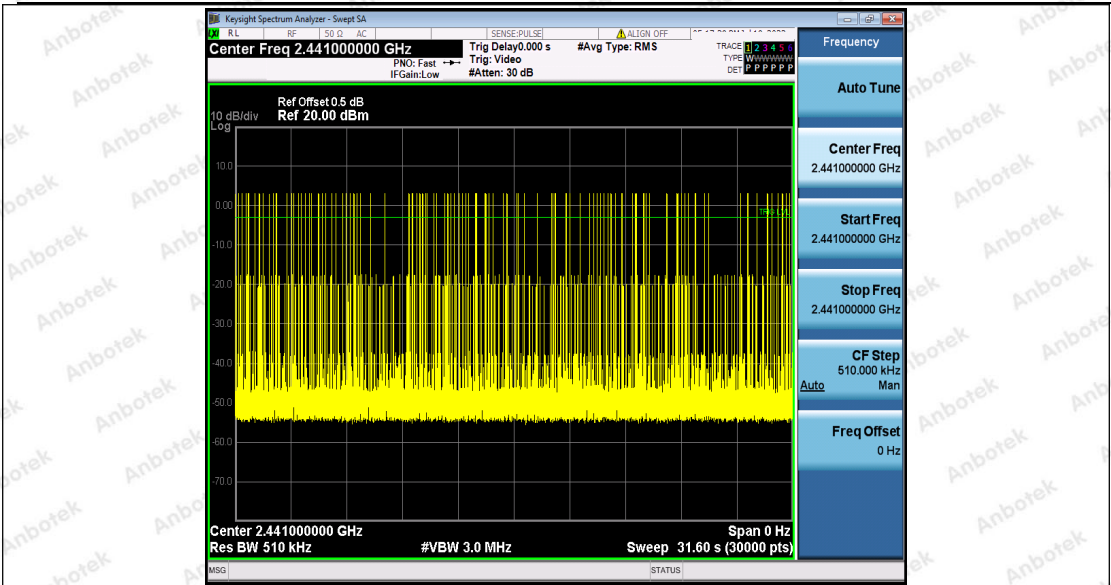 Keysight Spectrum Analyzer - Swept SA
RL RF 50 Ω AC SENSE:PULSE ALIGN OFF
Center Freq 2.441000000 GHz
PNO: Fast
IFGain:Low
Trig Delay0.000 s
Trig: Video
#Atten: 30 dB
#Avg Type: RMS
TRACE 1 2 3 4 5 6
TYPE WWWWWW
DET P P P P P P
Frequency
Auto Tune
Center Freq
2.441000000 GHz
Start Freq
2.441000000 GHz
Stop Freq
2.441000000 GHz
CF Step
510.000 kHz
Auto Man
Freq Offset
0 Hz
Ref Offset 0.5 dB
10 dB/div Ref 20.00 dBm
Log
10.0
0.00
TRIG LVL
-10.0
-20.0
-30.0
-40.0
-50.0
-60.0
-70.0
Center 2.441000000 GHz Span 0 Hz
Res BW 510 kHz #VBW 3.0 MHz Sweep 31.60 s (30000 pts)
MSG STATUS
Anbotek